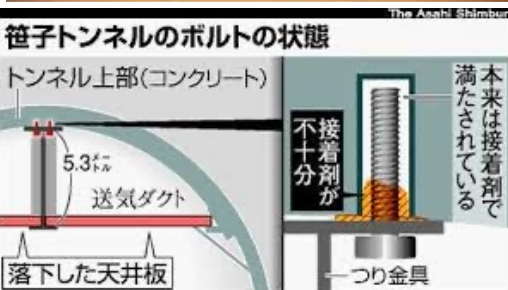 The Asahi Shimbun
笹子トンネルのボルトの状態
トンネル上部(コンクリート)
5.3メートル
送気ダクト
落下した天井板
本来は接着剤で
満たされている
接着剤が
不十分
つり金具